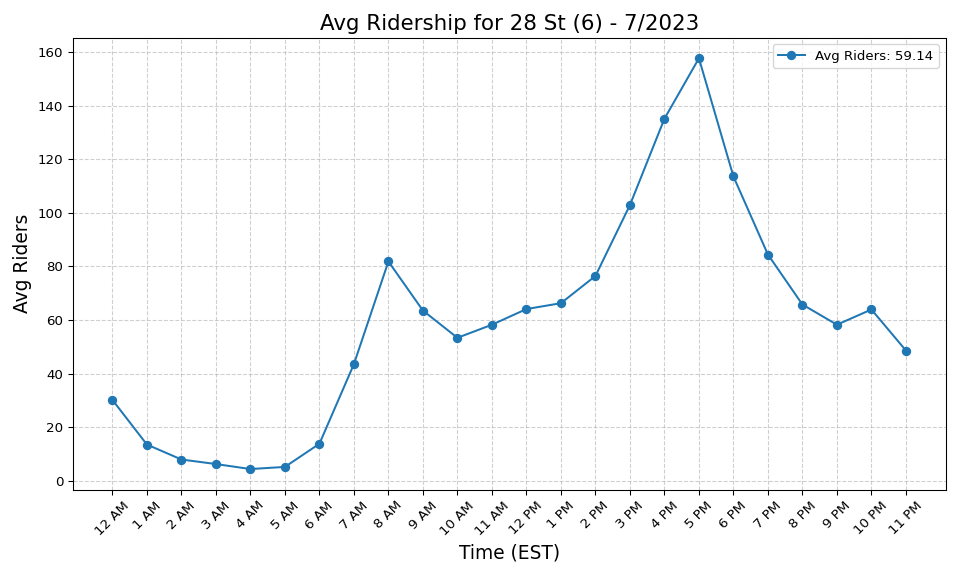 Avg Ridership for 28 St (6) - 7/2023
Avg Riders: 59.14
Avg Riders
160
140
120
100
80
60
40
20
0
12 AM 1 AM 2 AM 3 AM 4 AM 5 AM 6 AM 7 AM 8 AM 9 AM 10 AM 11 AM 12 PM 1 PM 2 PM 3 PM 4 PM 5 PM 6 PM 7 PM 8 PM 9 PM 10 PM 11 PM
Time (EST)